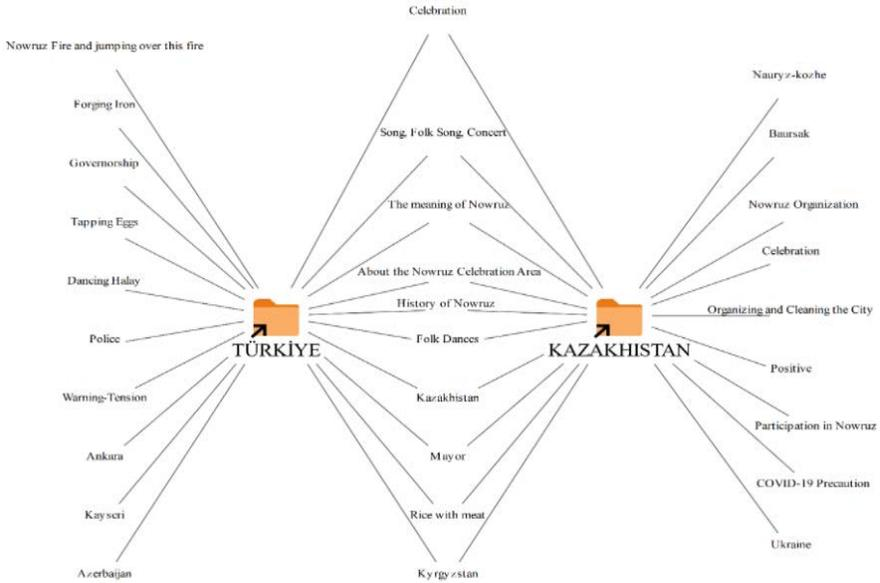 Celebration
Nowruz Fire and jumping over this fire
Nauryz-kozhe
Forging Iron
Song, Folk Song, Concert
Baursak
Governorship
The meaning of Nowruz
Nowruz Organization
Tapping Eggs
Celebration
About the Nowruz Celebration Area
Dancing Halay
History of Nowruz
Organizing and Cleaning the City
Police
Folk Dances
TÜRKİYE
KAZAKHISTAN
Positive
Warning-Tension
Kazakhistan
Participation in Nowruz
Ankara
Mayor
COVID-19 Precaution
Kayseri
Rice with meat
Ukraine
Azerbaijan
Kyrgyzstan